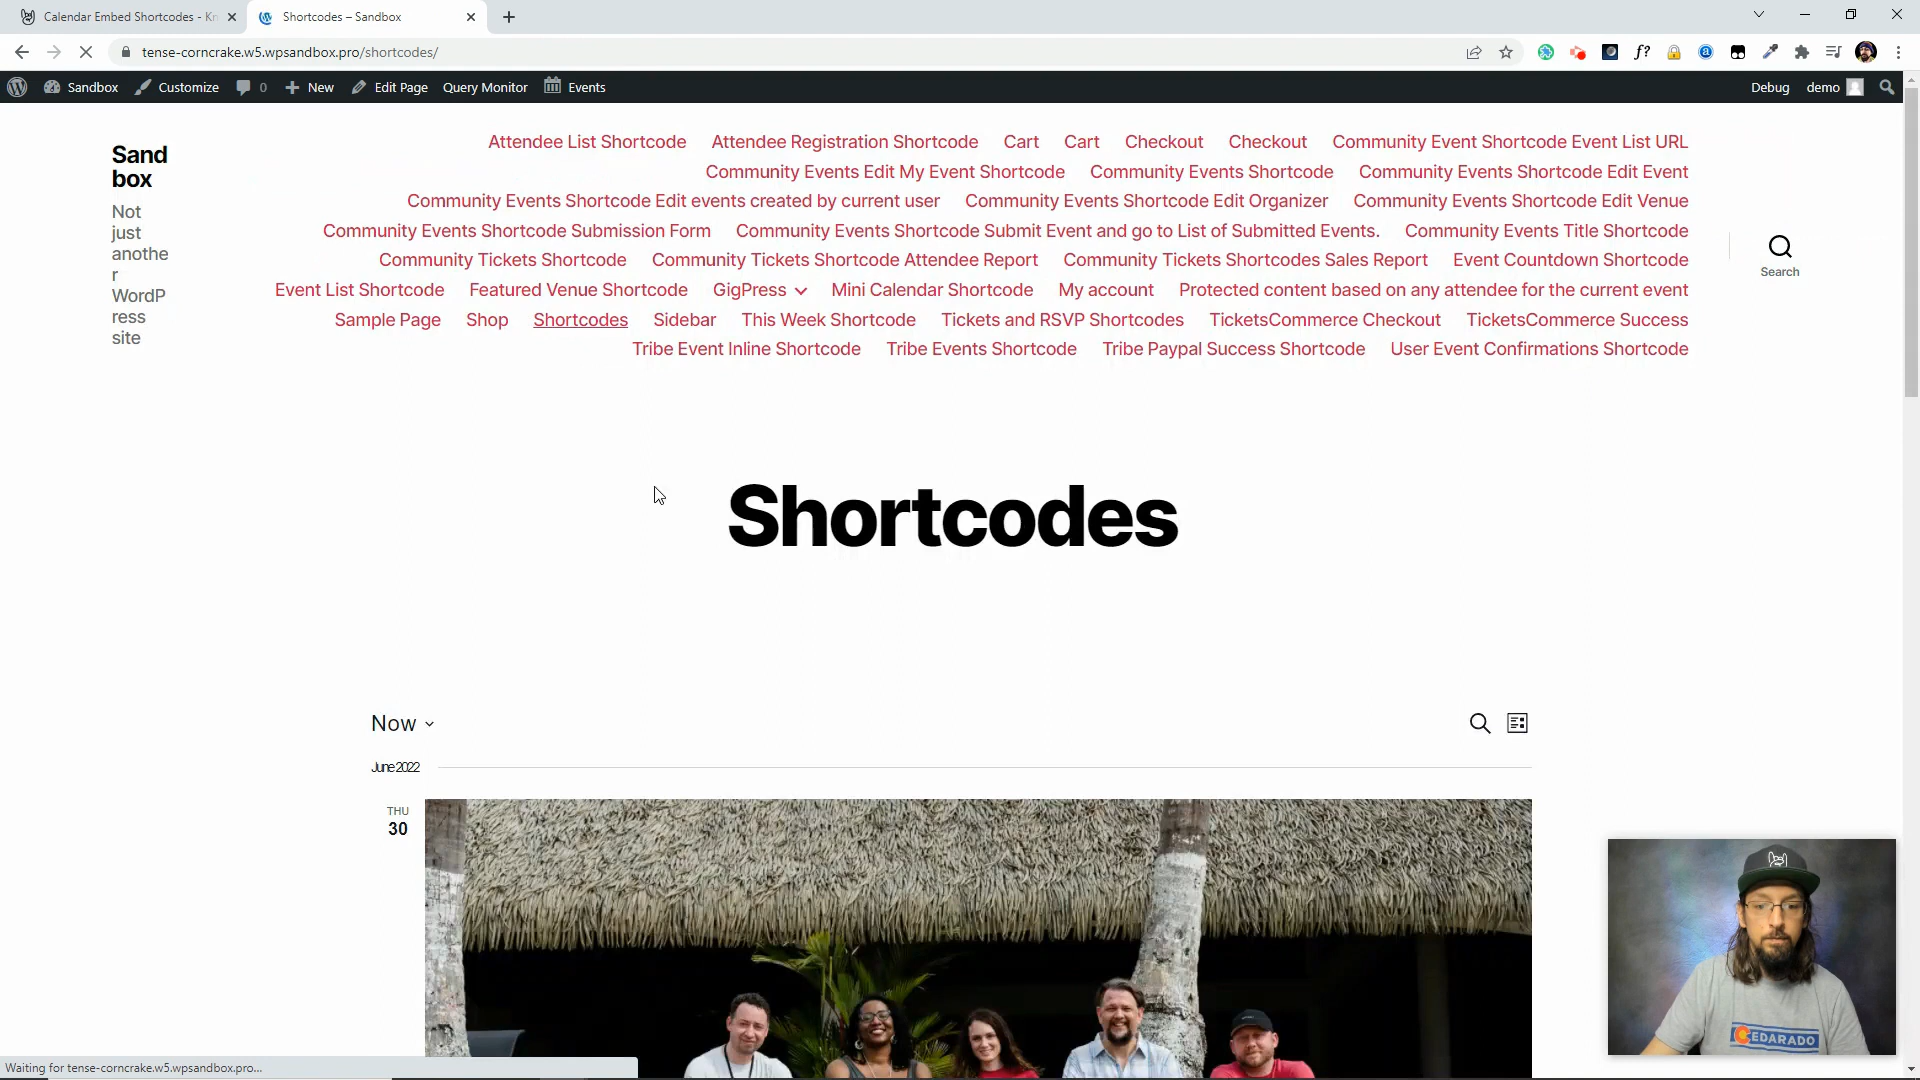 Calendar Embed Shortcodes - Kn
Shortcodes – Sandbox
tense-corncrake.w5.wpsandbox.pro/shortcodes/
Sandbox Customize 0 New Edit Page Query Monitor Events Debug demo
Sand
box
Not
just
anothe
r
WordP
ress
site
Attendee List Shortcode Attendee Registration Shortcode Cart Cart Checkout Checkout Community Event Shortcode Event List URL
Community Events Edit My Event Shortcode Community Events Shortcode Community Events Shortcode Edit Event
Community Events Shortcode Edit events created by current user Community Events Shortcode Edit Organizer Community Events Shortcode Edit Venue
Community Events Shortcode Submission Form Community Events Shortcode Submit Event and go to List of Submitted Events. Community Events Title Shortcode
Community Tickets Shortcode Community Tickets Shortcode Attendee Report Community Tickets Shortcodes Sales Report Event Countdown Shortcode
Event List Shortcode Featured Venue Shortcode GigPress Mini Calendar Shortcode My account Protected content based on any attendee for the current event
Sample Page Shop Shortcodes Sidebar This Week Shortcode Tickets and RSVP Shortcodes TicketsCommerce Checkout TicketsCommerce Success
Tribe Event Inline Shortcode Tribe Events Shortcode Tribe Paypal Success Shortcode User Event Confirmations Shortcode
Search
Shortcodes
Now
June 2022
THU
30
CEDARADO
Waiting for tense-corncrake.w5.wpsandbox.pro...